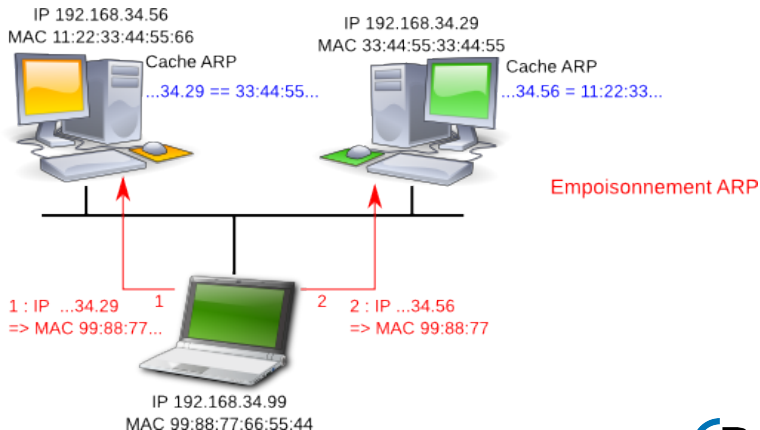 IP 192.168.34.56
MAC 11:22:33:44:55:66
Cache ARP
...34.29 == 33:44:55...
IP 192.168.34.29
MAC 33:44:55:33:44:55
Cache ARP
...34.56 = 11:22:33...
Empoisonnement ARP
1 : IP ...34.29
=> MAC 99:88:77...
1
2
2 : IP ...34.56
=> MAC 99:88:77
IP 192.168.34.99
MAC 99:88:77:66:55:44